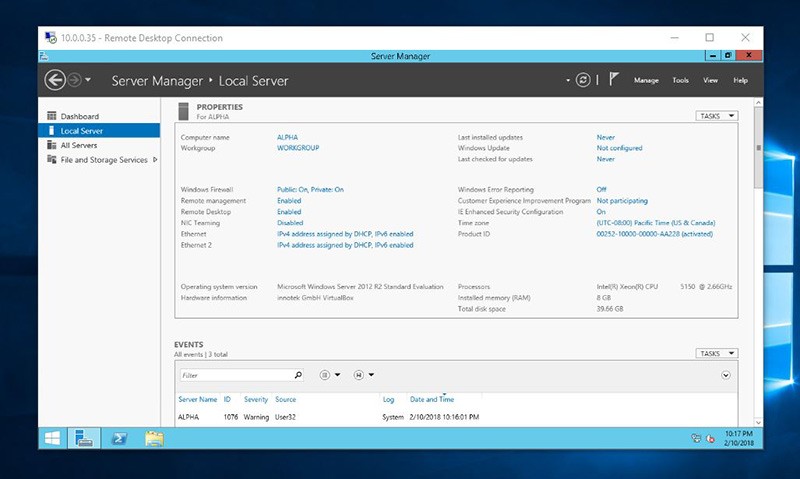 10.0.0.35 - Remote Desktop Connection
Server Manager
Server Manager • Local Server
Manage Tools View Help
Dashboard
Local Server
All Servers
File and Storage Services
PROPERTIES
For ALPHA
TASKS
Computer name ALPHA Last installed updates Never
Workgroup WORKGROUP Windows Update Not configured
Last checked for updates Never
Windows Firewall Public: On, Private: On Windows Error Reporting Off
Remote management Enabled Customer Experience Improvement Program Not participating
Remote Desktop Enabled IE Enhanced Security Configuration On
NIC Teaming Disabled Time zone (UTC-08:00) Pacific Time (US & Canada)
Ethernet IPv4 address assigned by DHCP, IPv6 enabled Product ID 00252-10000-00000-AA228 (activated)
Ethernet 2 IPv4 address assigned by DHCP, IPv6 enabled
Operating system version Microsoft Windows Server 2012 R2 Standard Evaluation Processors Intel(R) Xeon(R) CPU 5150 @ 2.66GHz
Hardware information innotek GmbH VirtualBox Installed memory (RAM) 8 GB
Total disk space 39.66 GB
EVENTS
All events | 3 total
TASKS
Filter
Server Name ID Severity Source Log Date and Time
ALPHA 1076 Warning User32 System 2/10/2018 10:16:01 PM
10:17 PM
2/10/2018